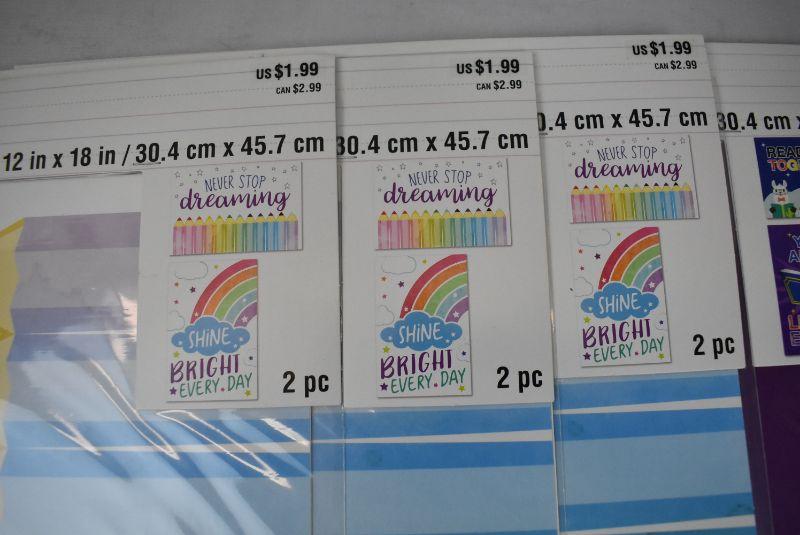 US $1.99
CAN $2.99
12 in x 18 in / 30.4 cm x 45.7 cm
NEVER STOP
dreaming
SHINE
BRIGHT
EVERY DAY
2 pc
US $1.99
CAN $2.99
30.4 cm x 45.7 cm
NEVER STOP
dreaming
SHINE
BRIGHT
EVERY DAY
2 pc
US $1.99
CAN $2.99
0.4 cm x 45.7 cm
NEVER STOP
dreaming
SHINE
BRIGHT
EVERY DAY
2 pc
30.4 cm x
READ